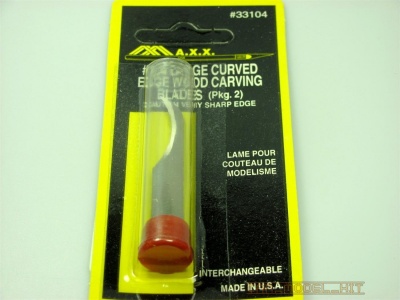 #33104
A.X.X.
CURVED
EDGE WOOD CARVING
BLADES (Pkg. 2)
VERY SHARP EDGE
LAME POUR
COUTEAU DE
MODELISME
INTERCHANGEABLE
MADE IN U.S.A.